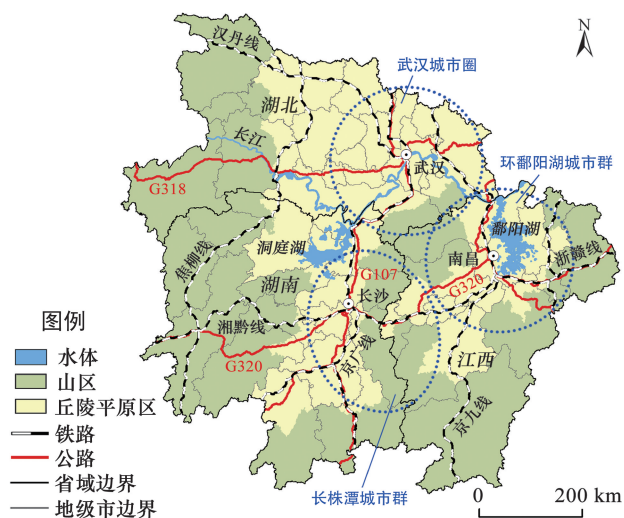 N
汉丹线
武汉城市圈
湖北
长江
武汉
环鄱阳湖城市群
G318
鄱阳湖
焦柳线
洞庭湖
南昌
浙赣线
湖南
G107
G320
长沙
湘黔线
京广线
江西
G320
京九线
长株潭城市群
图例
水体
山区
丘陵平原区
铁路
公路
省域边界
地级市边界
0 200 km